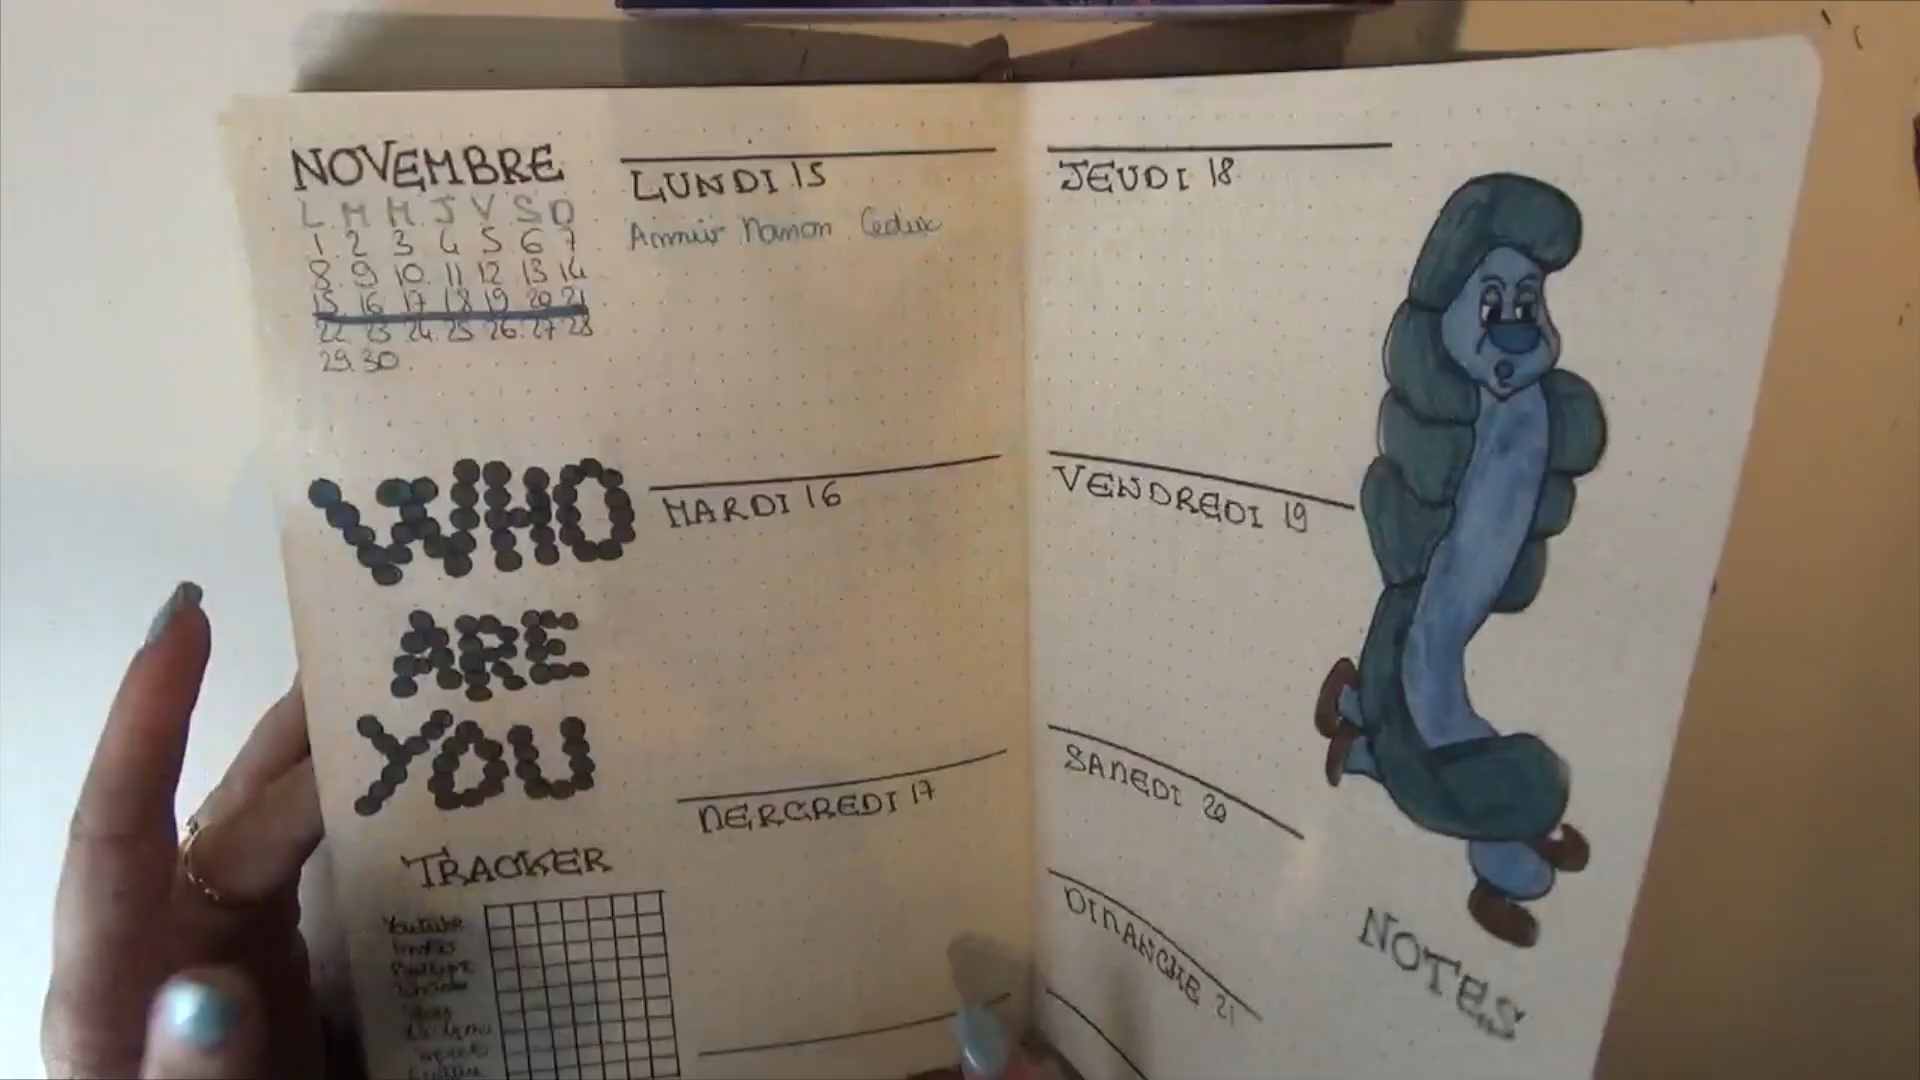 NOVEMBRE
L M M J V S D
1 2 3 4 5 6 7
8 9 10 11 12 13 14
15 16 17 18 19 20 21
22 23 24 25 26 27 28
29 30
WHO
ARE
YOU
TRACKER
Youtube
LUNDI 15
Manon
MARDI 16
MERCREDI 17
JEUDI 18
VENDREDI 19
SAMEDI 20
DIMANCHE 21
NOTES